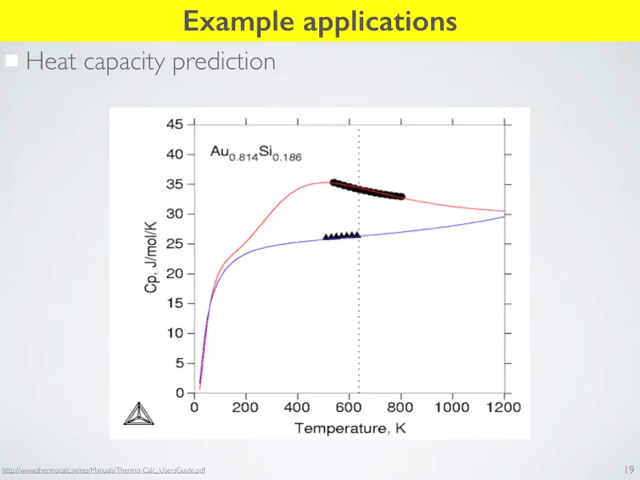 Example applications
Heat capacity prediction
45
40
35
30
25
20
15
10
5
0
Cp, J/mol/K
Au0.814Si0.186
0 200 400 600 800 1000 1200
Temperature, K
http://www.thermocalc.se/res/Manuals/Thermo-Calc_UsersGuide.pdf
19